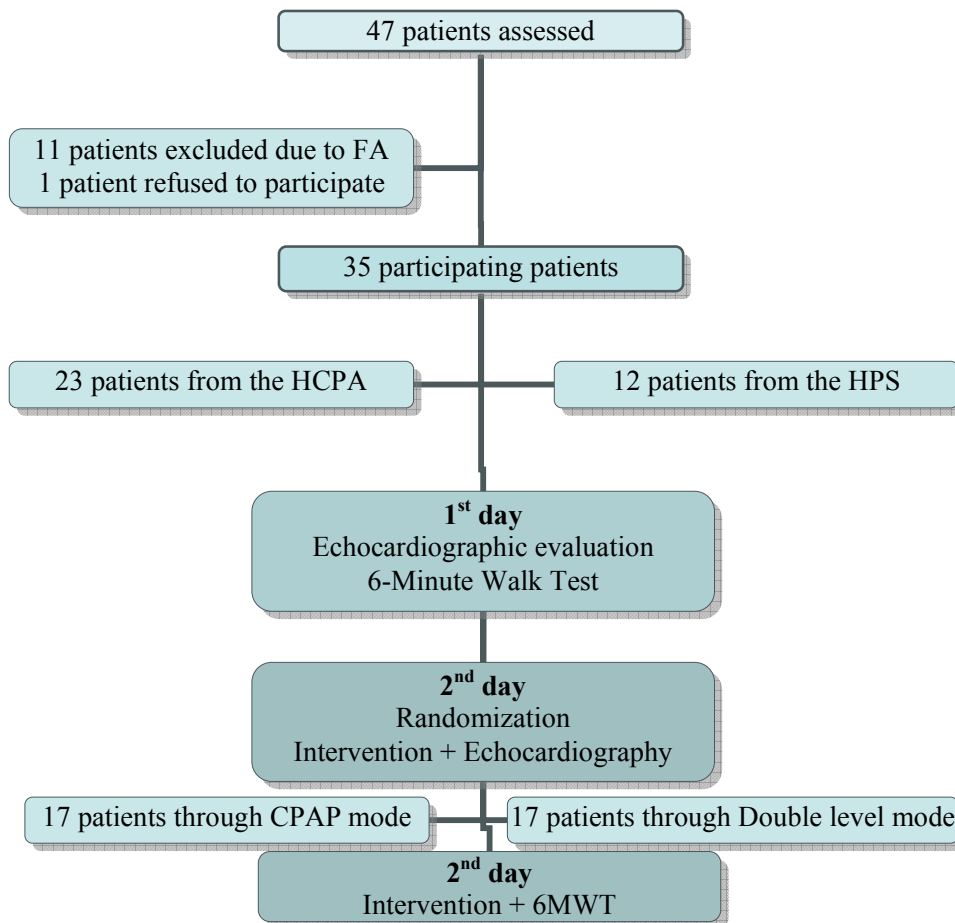 47 patients assessed
11 patients excluded due to FA
1 patient refused to participate
35 participating patients
23 patients from the HCPA
12 patients from the HPS
1st day
Echocardiographic evaluation
6-Minute Walk Test
2nd day
Randomization
Intervention + Echocardiography
17 patients through CPAP mode
17 patients through Double level mode
2nd day
Intervention + 6MWT